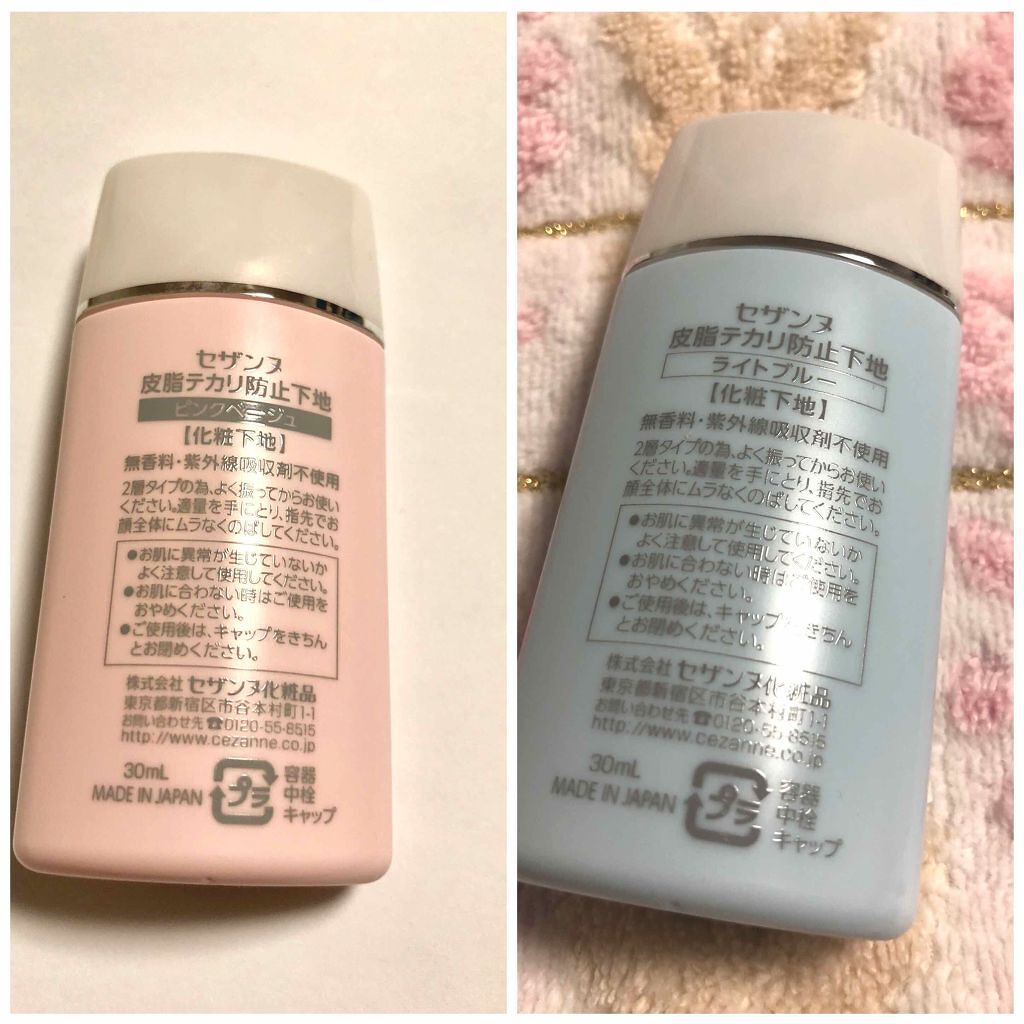 セザンヌ
皮脂テカリ防止下地
ピンクベージュ
【化粧下地】
無香料・紫外線吸収剤不使用
2層タイプの為、よく振ってからお使い
ください。適量を手にとり、指先でお
顔全体にムラなくのばしてください。
●お肌に異常が生じていないか
よく注意して使用してください。
●お肌に合わない時はご使用を
おやめください。
●ご使用後は、キャップをきちん
とお閉めください。
株式会社 セザンヌ化粧品
東京都新宿区市谷本村町1-1
お問い合わせ先☎0120-55-8515
http://www.cezanne.co.jp
30mL
MADE IN JAPAN
プラ
容器
中栓
キャップ
セザンヌ
皮脂テカリ防止下地
ライトブルー
【化粧下地】
無香料・紫外線吸収剤不使用
2層タイプの為、よく振ってからお使い
ください。適量を手にとり、指先でお
顔全体にムラなくのばしてください。
●お肌に異常が生じていないか
よく注意して使用してください。
●お肌に合わない時はご使用を
おやめください。
●ご使用後は、キャップをきちん
とお閉めください。
株式会社 セザンヌ化粧品
東京都新宿区市谷本村町1-1
お問い合わせ先☎0120-55-8515
http://www.cezanne.co.jp
30mL
MADE IN JAPAN
プラ
容器
中栓
キャップ